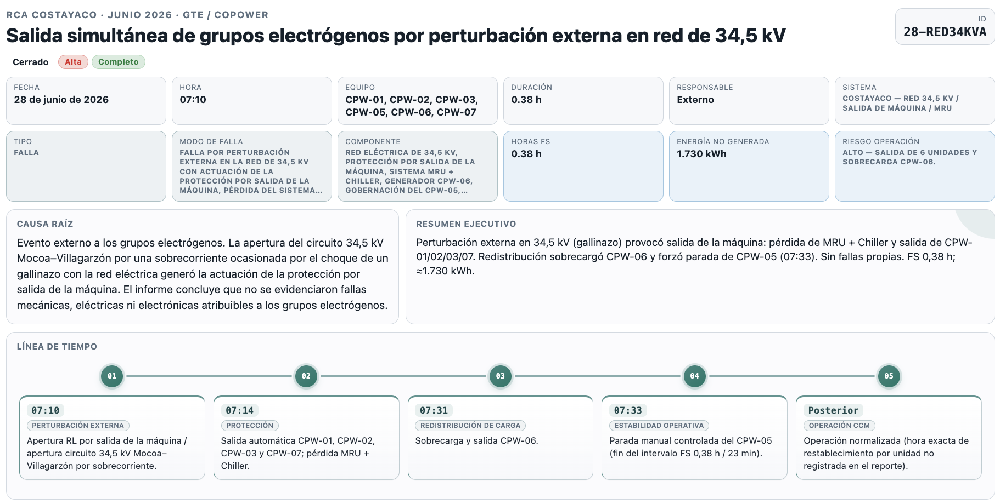 RCA COSTAYACO · JUNIO 2026 · GTE / COPOWER
Salida simultánea de grupos electrógenos por perturbación externa en red de 34,5 kV
ID
28–RED34KVA
Cerrado
Alta
Completo
FECHA
28 de junio de 2026
HORA
07:10
EQUIPO
CPW-01, CPW-02, CPW-03,
CPW-05, CPW-06, CPW-07
DURACIÓN
0.38 h
RESPONSABLE
Externo
SISTEMA
COSTAYACO — RED 34,5 KV /
SALIDA DE MÁQUINA / MRU
TIPO
FALLA
MODO DE FALLA
FALLA POR PERTURBACIÓN
EXTERNA EN LA RED DE 34,5 KV
CON ACTUACIÓN DE LA
PROTECCIÓN POR SALIDA DE LA
MÁQUINA, PÉRDIDA DEL SISTEMA…
COMPONENTE
RED ELÉCTRICA DE 34,5 KV,
PROTECCIÓN POR SALIDA DE LA
MÁQUINA, SISTEMA MRU +
CHILLER, GENERADOR CPW-06,
GOBERNACIÓN DEL CPW-05,…
HORAS FS
0.38 h
ENERGÍA NO GENERADA
1.730 kWh
RIESGO OPERACIÓN
ALTO — SALIDA DE 6 UNIDADES Y
SOBRECARGA CPW-06.
CAUSA RAÍZ
Evento externo a los grupos electrógenos. La apertura del circuito 34,5 kV
Mocoa–Villagarzón por una sobrecorriente ocasionada por el choque de un
gallinazo con la red eléctrica generó la actuación de la protección por
salida de la máquina. El informe concluye que no se evidenciaron fallas
mecánicas, eléctricas ni electrónicas atribuibles a los grupos electrógenos.
RESUMEN EJECUTIVO
Perturbación externa en 34,5 kV (gallinazo) provocó salida de la máquina: pérdida de MRU + Chiller y salida de CPW-
01/02/03/07. Redistribución sobrecargó CPW-06 y forzó parada de CPW-05 (07:33). Sin fallas propias. FS 0,38 h;
≈1.730 kWh.
LÍNEA DE TIEMPO
01
02
03
04
05
07:10
PERTURBACIÓN EXTERNA
Apertura RL por salida de la máquina /
apertura circuito 34,5 kV Mocoa–
Villagarzón por sobrecorriente.
07:14
PROTECCIÓN
Salida automática CPW-01, CPW-02,
CPW-03 y CPW-07; pérdida MRU +
Chiller.
07:31
REDISTRIBUCIÓN DE CARGA
Sobrecarga y salida CPW-06.
07:33
ESTABILIDAD OPERATIVA
Parada manual controlada del CPW-05
(fin del intervalo FS 0,38 h / 23 min).
Posterior
OPERACIÓN CCM
Operación normalizada (hora exacta de
restablecimiento por unidad no
registrada en el reporte).